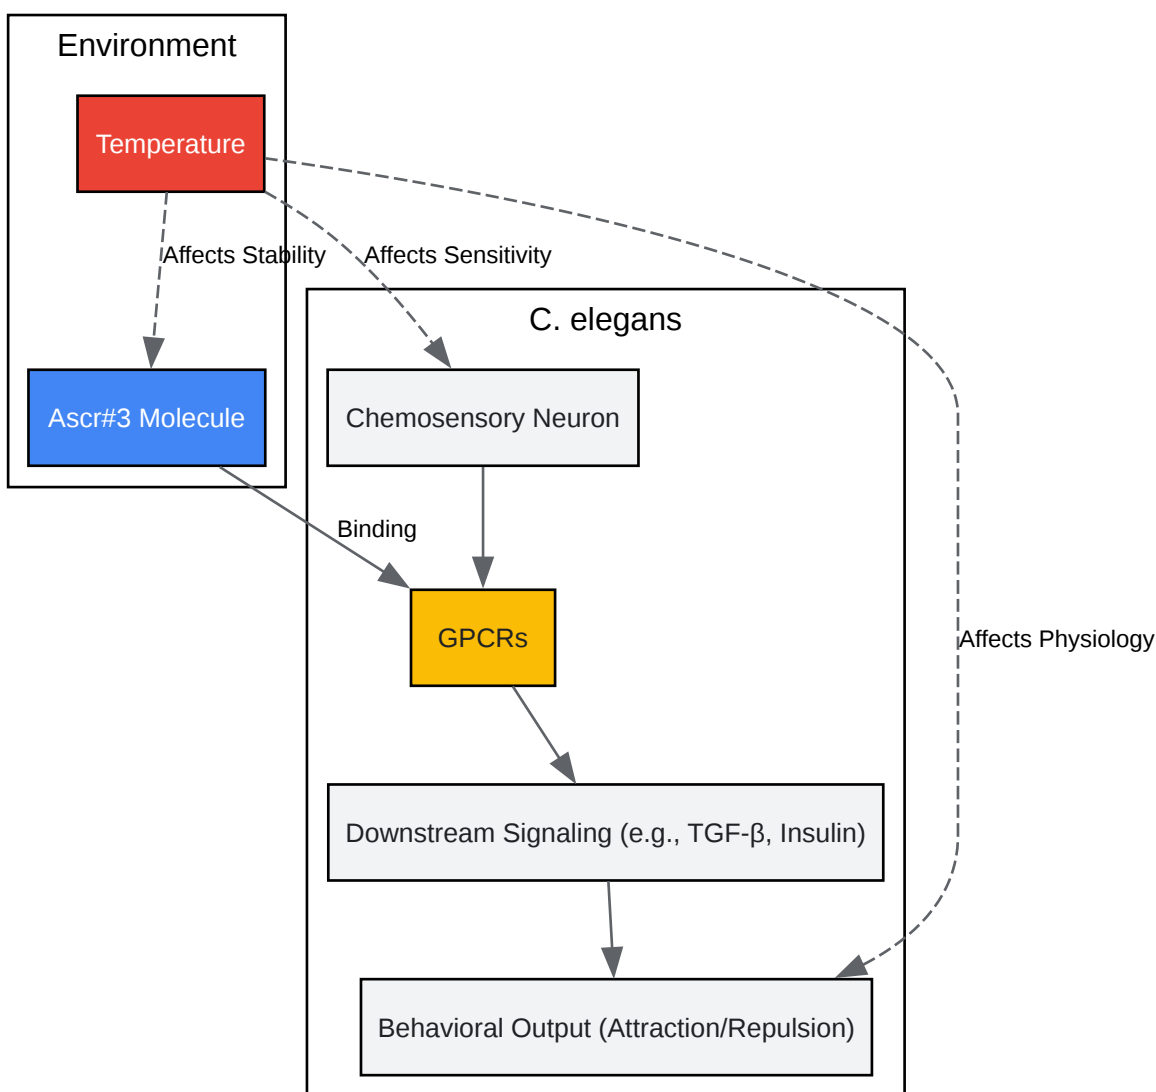 Environment
Temperature
Affects Stability
Affects Sensitivity
C. elegans
Ascr#3 Molecule
Chemosensory Neuron
Binding
GPCRs
Affects Physiology
Downstream Signaling (e.g., TGF-β, Insulin)
Behavioral Output (Attraction/Repulsion)